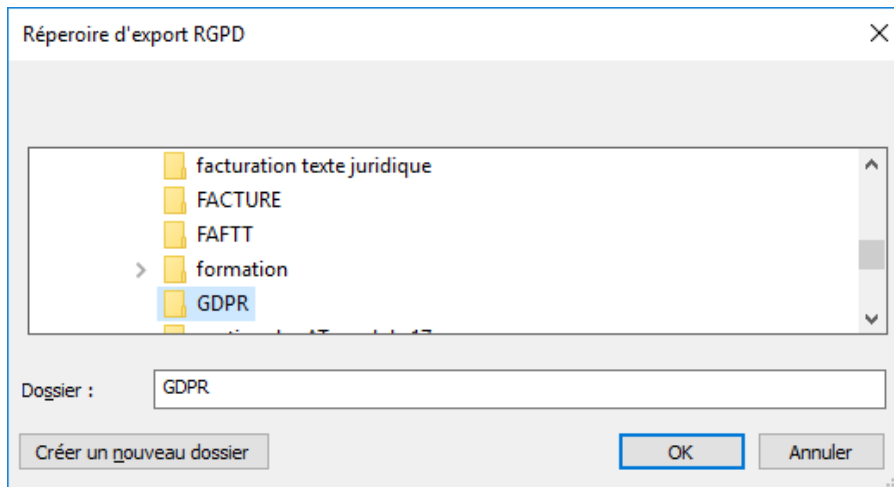 Réperoire d'export RGPD
facturation texte juridique
FACTURE
FAFTT
formation
GDPR
Dossier :
GDPR
Créer un nouveau dossier
OK
Annuler